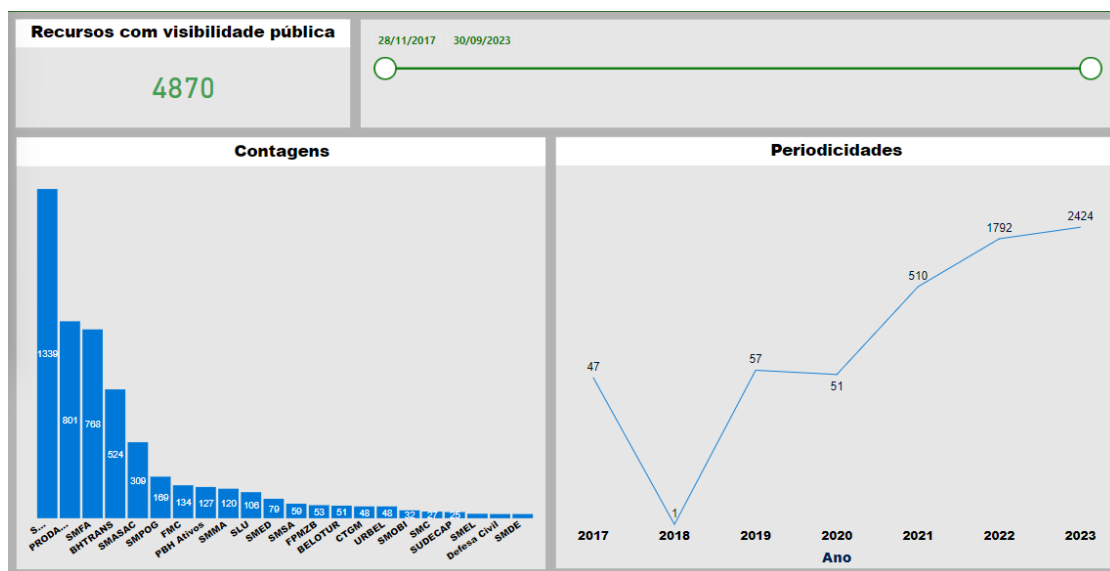 Recursos com visibilidade pública
4870
28/11/2017 30/09/2023
Contagens
1339
801
768
524
309
169
134
127
120
106
79
59
53
51
48
48
32
27
25
S...
PRODA...
SMFA
BHTRANS
SMASAC
SMPOG
FMC
PBH Ativos
SMMA
SLU
SMED
SMSA
FPMZB
BELOTUR
CTGM
URBEL
SMOBI
SMC
SUDECAP
SMEL
Defesa Civil
SMDE
Periodicidades
47
1
57
51
510
1792
2424
2017 2018 2019 2020 2021 2022 2023
Ano